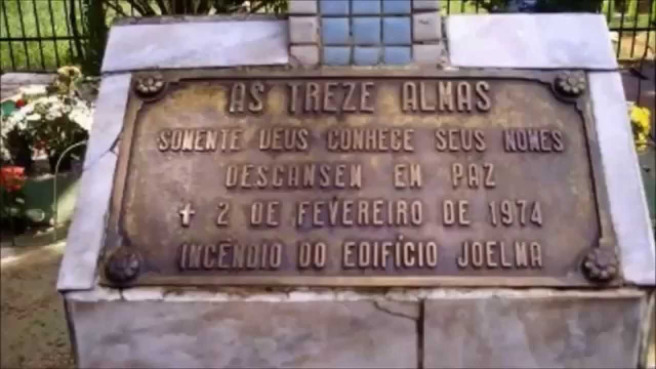 AS TREZE ALMAS
SOMENTE DEUS CONHECE SEUS NOMES
DESCANSEM EM PAZ
✝ 2 DE FEVEREIRO DE 1974
INCÊNDIO DO EDIFÍCIO JOELMA